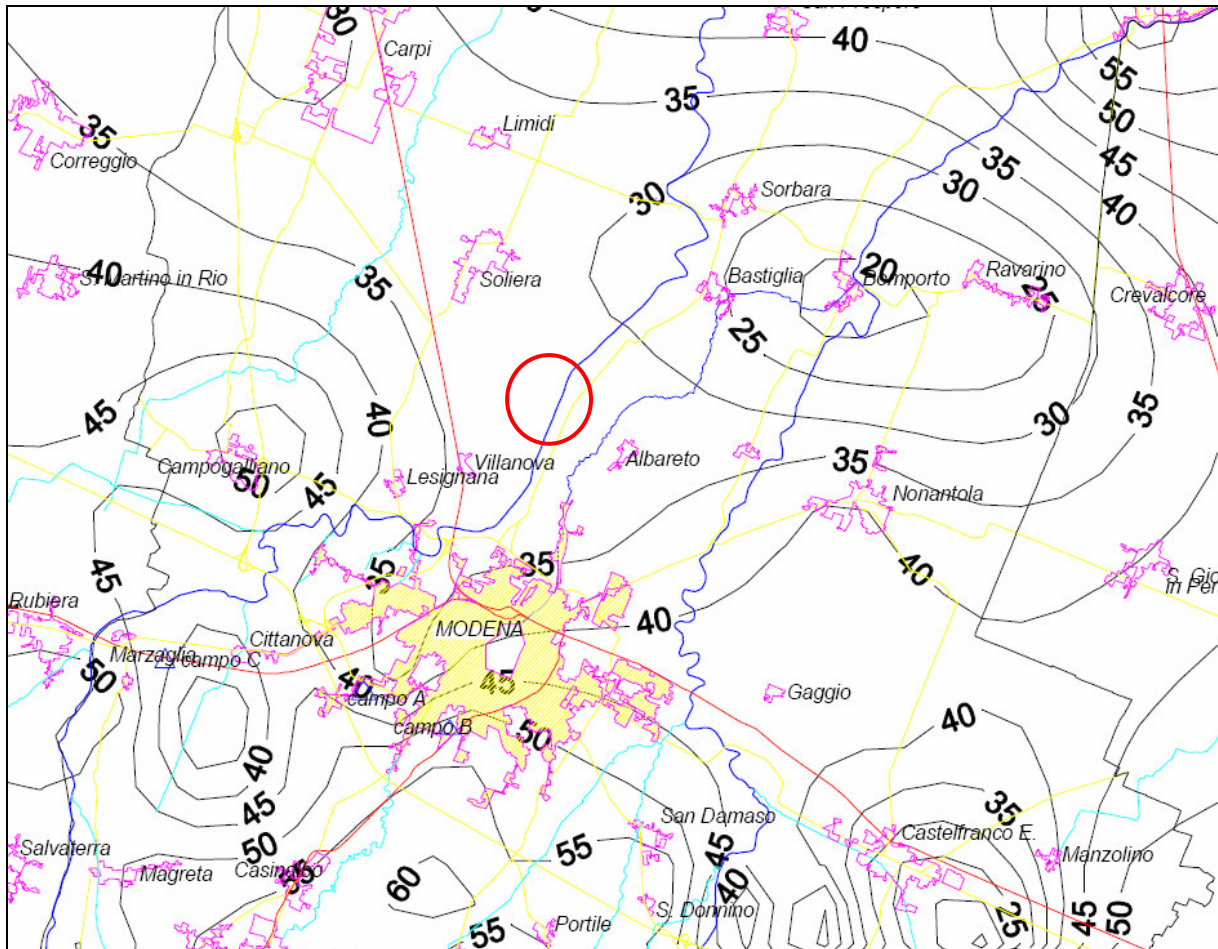 San Prospero
40
30
Carpi
55
35
50
35
Limidi
45
Correggio
35
30
30
Sorbara
40
40
S. Martino in Rio
35
Soliera
Bastiglia
20
Bomporto
Ravarino
25
Crevalcore
25
45
40
30
35
Campogalliano
50
45
Lesignana
Villanova
Albareto
35
Nonantola
45
35
35
40
Rubiera
40
MODENA
Cittanova
Marzaglia
campo C
50
40
campo A
45
Gaggio
campo B
50
40
40
45
35
San Damaso
Castelfranco E.
Salvaterra
50
55
45
Manzolino
Magreta
Casinalbo
55
60
40
S. Donnino
25
45
50
55
Portile